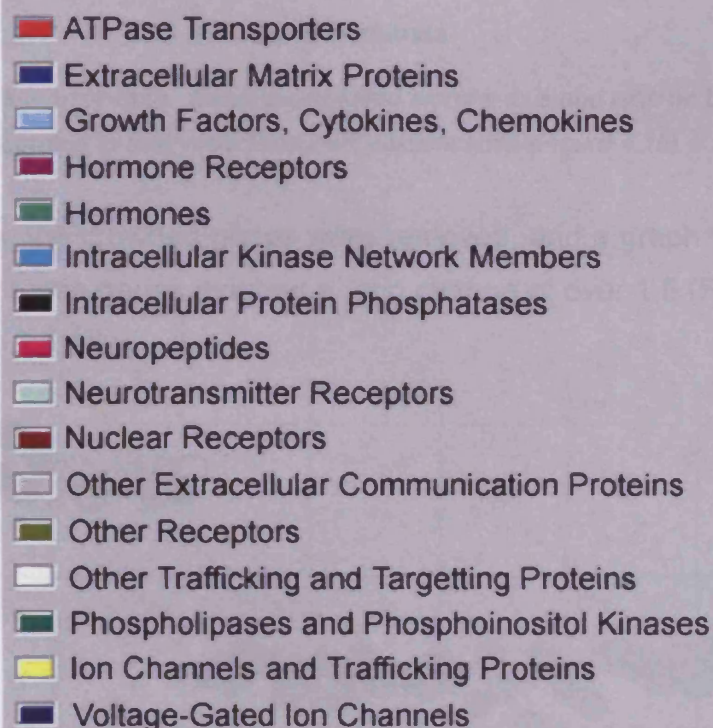 ATPase Transporters
Extracellular Matrix Proteins
Growth Factors, Cytokines, Chemokines
Hormone Receptors
Hormones
Intracellular Kinase Network Members
Intracellular Protein Phosphatases
Neuropeptides
Neurotransmitter Receptors
Nuclear Receptors
Other Extracellular Communication Proteins
Other Receptors
Other Trafficking and Targetting Proteins
Phospholipases and Phosphoinositol Kinases
Ion Channels and Trafficking Proteins
Voltage-Gated Ion Channels